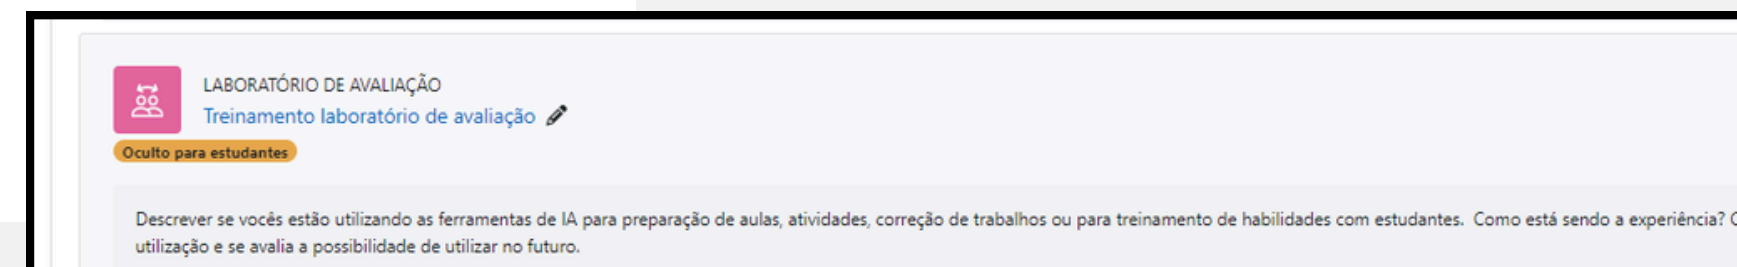 LABORATÓRIO DE AVALIAÇÃO
Treinamento laboratório de avaliação
Oculto para estudantes
Descrever se vocês estão utilizando as ferramentas de IA para preparação de aulas, atividades, correção de trabalhos ou para treinamento de habilidades com estudantes. Como está sendo a experiência?
utilização e se avalia a possibilidade de utilizar no futuro.